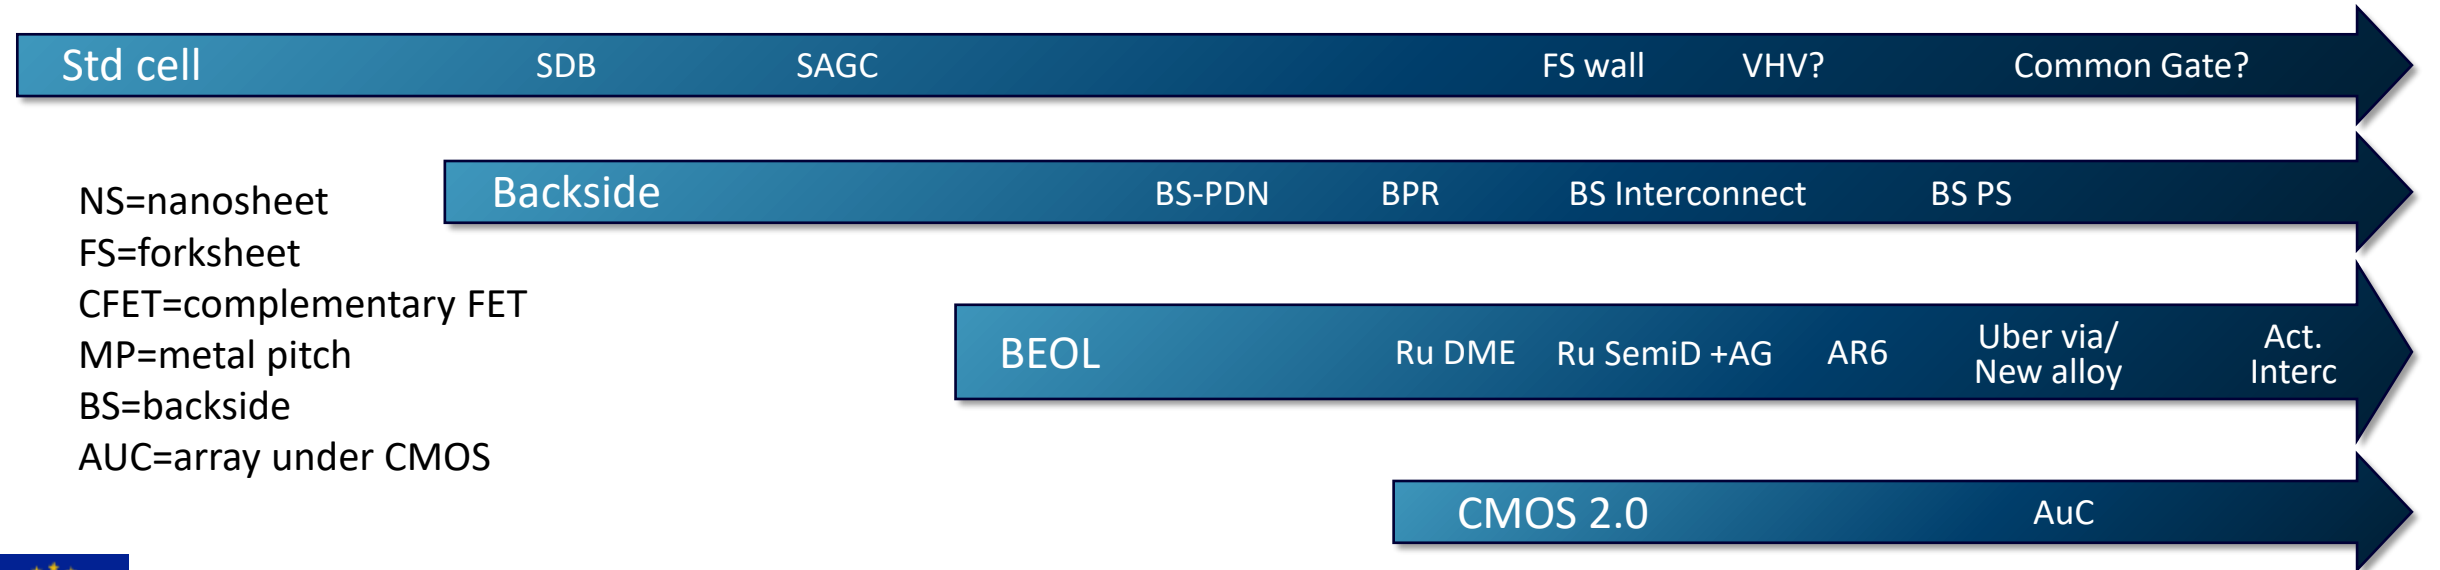 Std cell SDB SAGC FS wall VHV? Common Gate?
Backside BS-PDN BPR BS Interconnect BS PS
NS=nanosheet
FS=forksheet
CFET=complementary FET
MP=metal pitch
BS=backside
AUC=array under CMOS
BEOL Ru DME Ru SemiD +AG AR6 Uber via/ Act.
New alloy Interc
CMOS 2.0 AuC